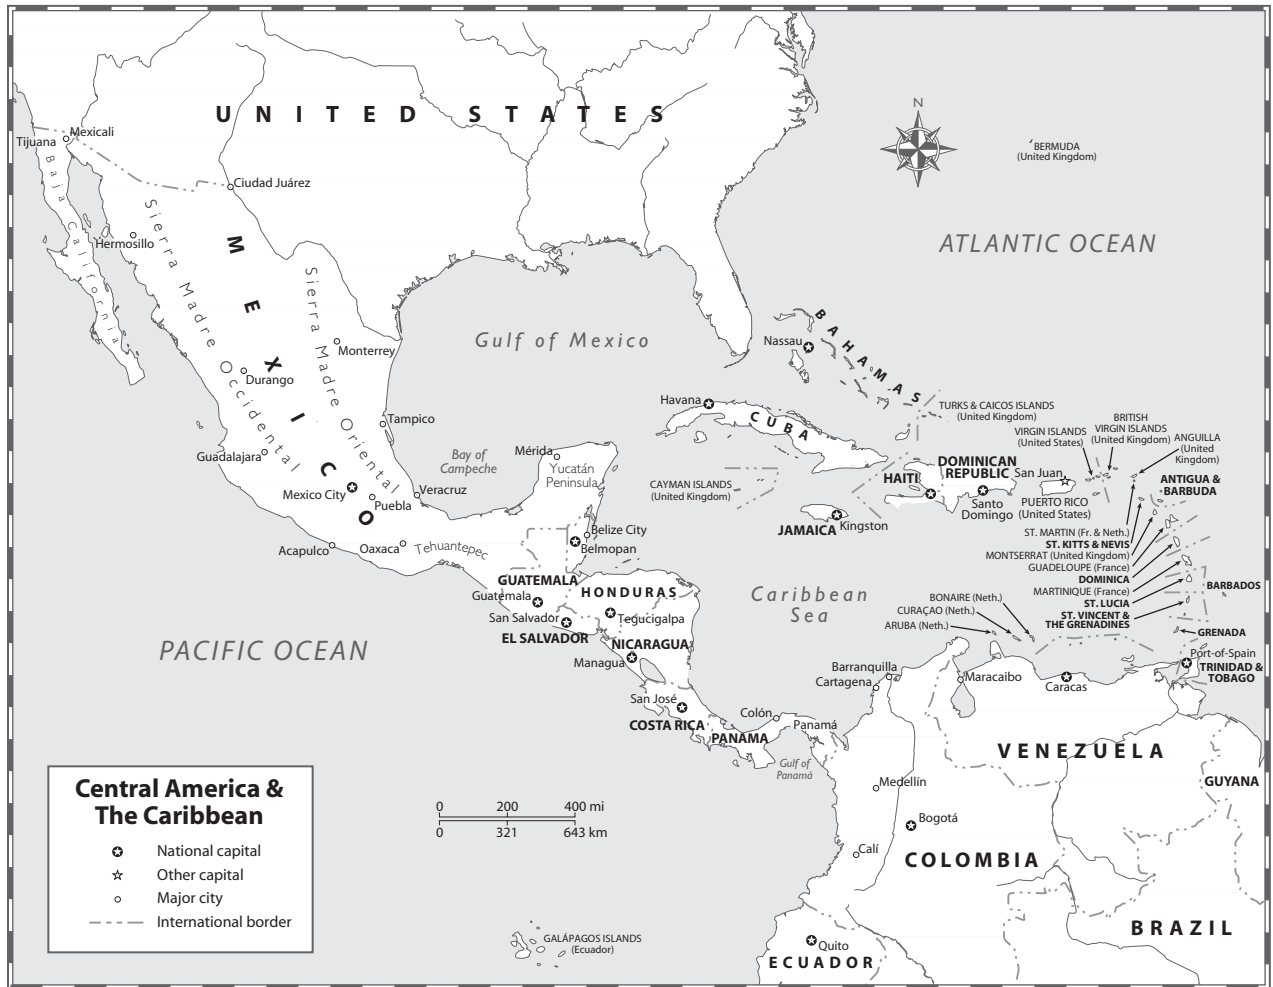 UNITED STATES
N
BERMUDA
(United Kingdom)
Mexicali
Tijuana
Baja California
Ciudad Juárez
Hermosillo
Sierra Madre Occidental
MEXICO
Sierra Madre Oriental
ATLANTIC OCEAN
Gulf of Mexico
BAHAMAS
Nassau
Monterrey
Durango
Havana
CUBA
TURKS & CAICOS ISLANDS
(United Kingdom)
Tampico
VIRGIN ISLANDS
(United States)
BRITISH
VIRGIN ISLANDS
(United Kingdom)
ANGUILLA
(United
Kingdom)
Guadalajara
Bay of
Campeche
Mérida
Yucatán
Peninsula
CAYMAN ISLANDS
(United Kingdom)
HAITI
DOMINICAN
REPUBLIC
San Juan
ANTIGUA &
BARBUDA
Mexico City
Puebla
Veracruz
Santo
Domingo
PUERTO RICO
(United States)
JAMAICA
Kingston
Acapulco
Oaxaca
Tehuantepec
Belize City
Belmopan
ST. MARTIN (Fr. & Neth.)
ST. KITTS & NEVIS
MONTSERRAT (United Kingdom)
GUADELOUPE (France)
DOMINICA
MARTINIQUE (France)
ST. LUCIA
ST. VINCENT &
THE GRENADINES
BARBADOS
GRENADA
GUATEMALA
Guatemala
HONDURAS
San Salvador
Tegucigalpa
EL SALVADOR
NICARAGUA
Managua
Caribbean
Sea
BONAIRE (Neth.)
CURAÇAO (Neth.)
ARUBA (Neth.)
PACIFIC OCEAN
Port-of-Spain
TRINIDAD &
TOBAGO
Barranquilla
Cartagena
Maracaibo
Caracas
San José
COSTA RICA
Colón
Panamá
PANAMA
Gulf of
Panamá
VENEZUELA
GUYANA
Medellín
Bogotá
Calí
COLOMBIA
BRAZIL
Central America &
The Caribbean
National capital
Other capital
Major city
International border
0 200 400 mi
0 321 643 km
GALÁPAGOS ISLANDS
(Ecuador)
Quito
ECUADOR